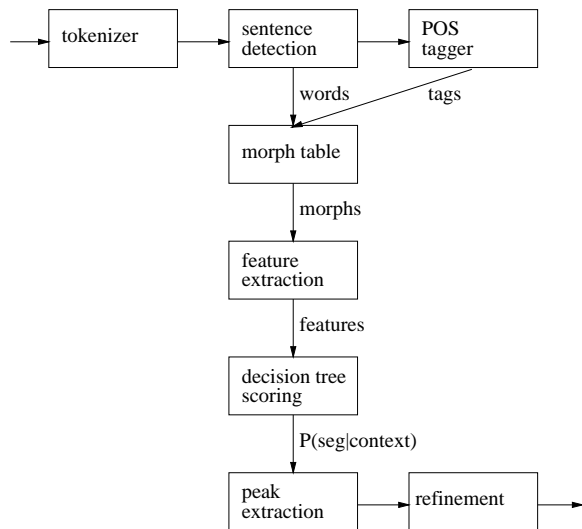 tokenizer
sentence
detection
POS
tagger
words
tags
morph table
morphs
feature
extraction
features
decision tree
scoring
P(seg|context)
peak
extraction
refinement